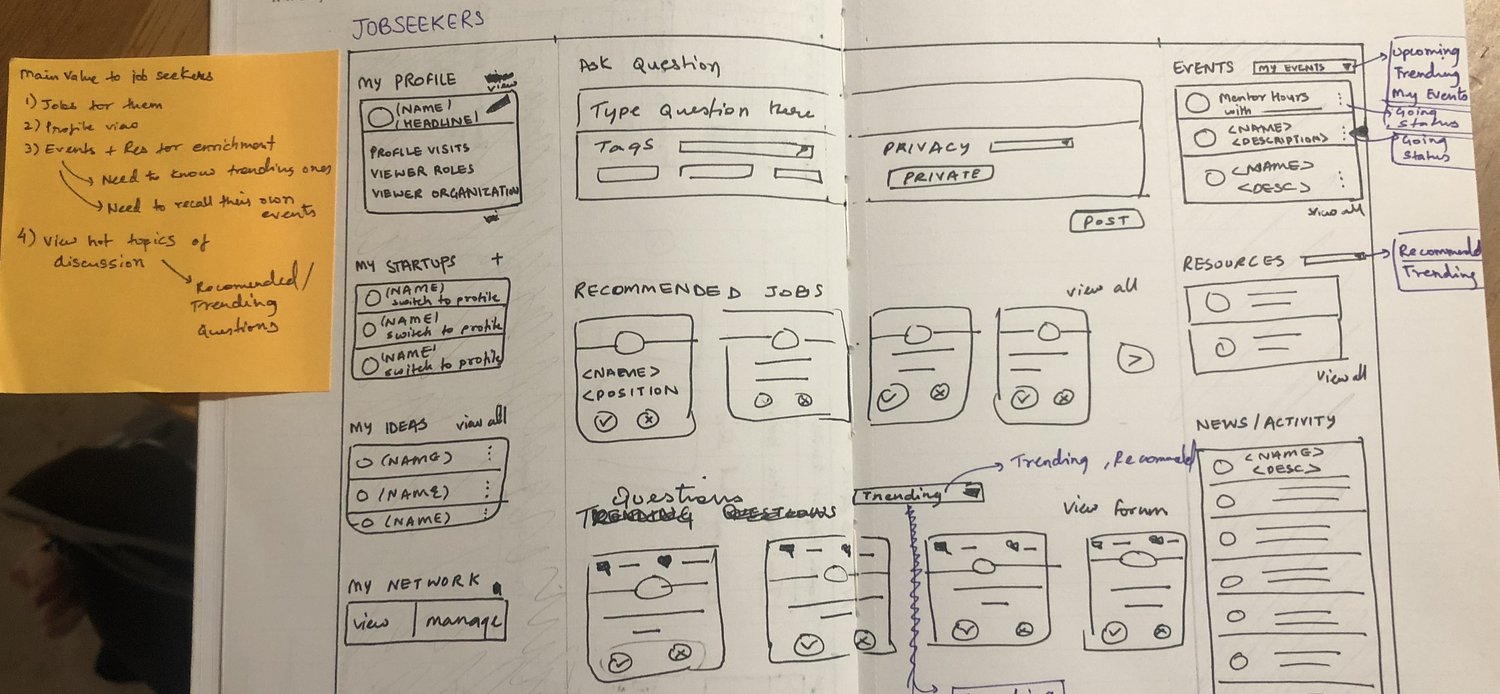 JOBSEEKERS
Main value to job seekers
1) Jobs for them
2) Profile view
3) Events + Res for enrichment
Need to know trending ones
Need to recall their own
events
4) View hot topics of
discussion
Recomended/
Trending
Questions
MY PROFILE
view
(NAME)
(HEADLINE)
PROFILE VISITS
VIEWER ROLES
VIEWER ORGANIZATION
MY STARTUPS +
(NAME)
switch to profile
(NAME)
switch to profile
(NAME)
switch to profile
MY IDEAS view all
(NAME)
(NAME)
(NAME)
MY NETWORK
view manage
ASK QUESTION
Type Question here
Tags
PRIVACY
PRIVATE
POST
RECOMMENDED JOBS
view all
<NAME>
<POSITION
>
Questions
TRENDING QUESTIONS
Trending
Trending, Recommended
View forum
EVENTS MY EVENTS
Mentor Hours
with
<NAME>
<DESCRIPTION>
<NAME>
<DESC>
View all
Upcoming
Trending
My Events
Going
status
Going
status
RESOURCES
Recommended
Trending
View all
NEWS/ACTIVITY
<NAME>
<DESC>